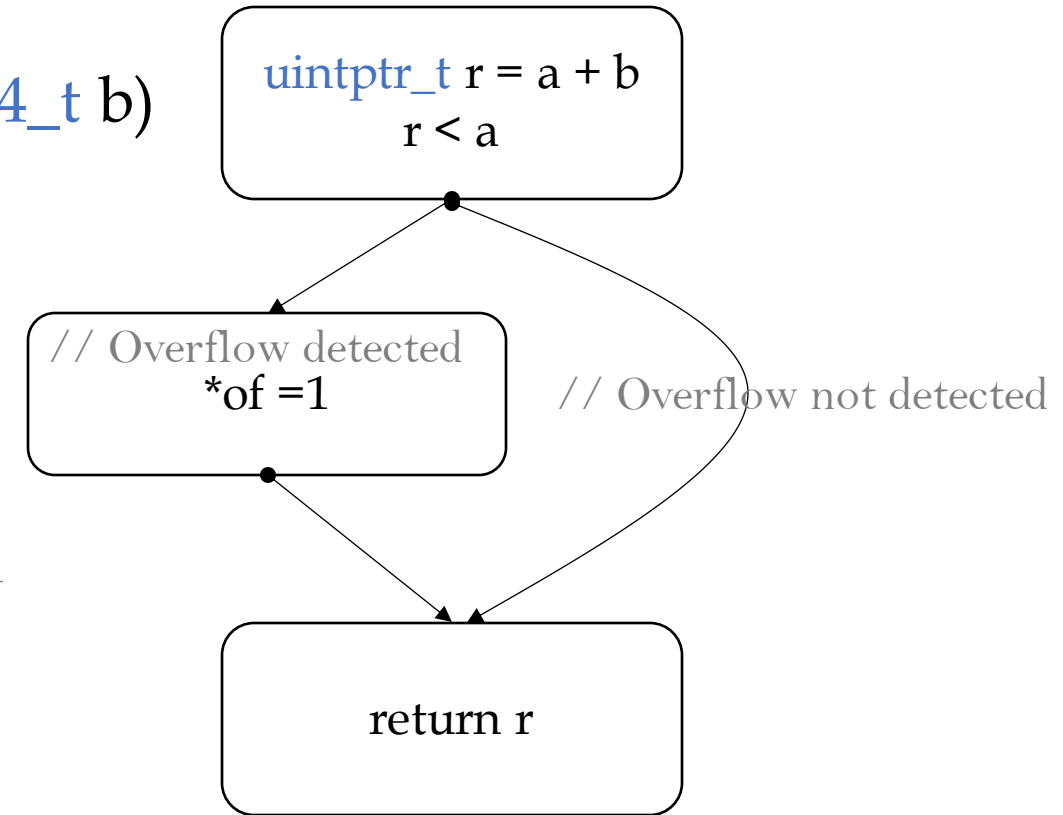 4_t b)
uintptr_t r = a + b
r < a
// Overflow detected
*of =1
// Overflow not detected
return r